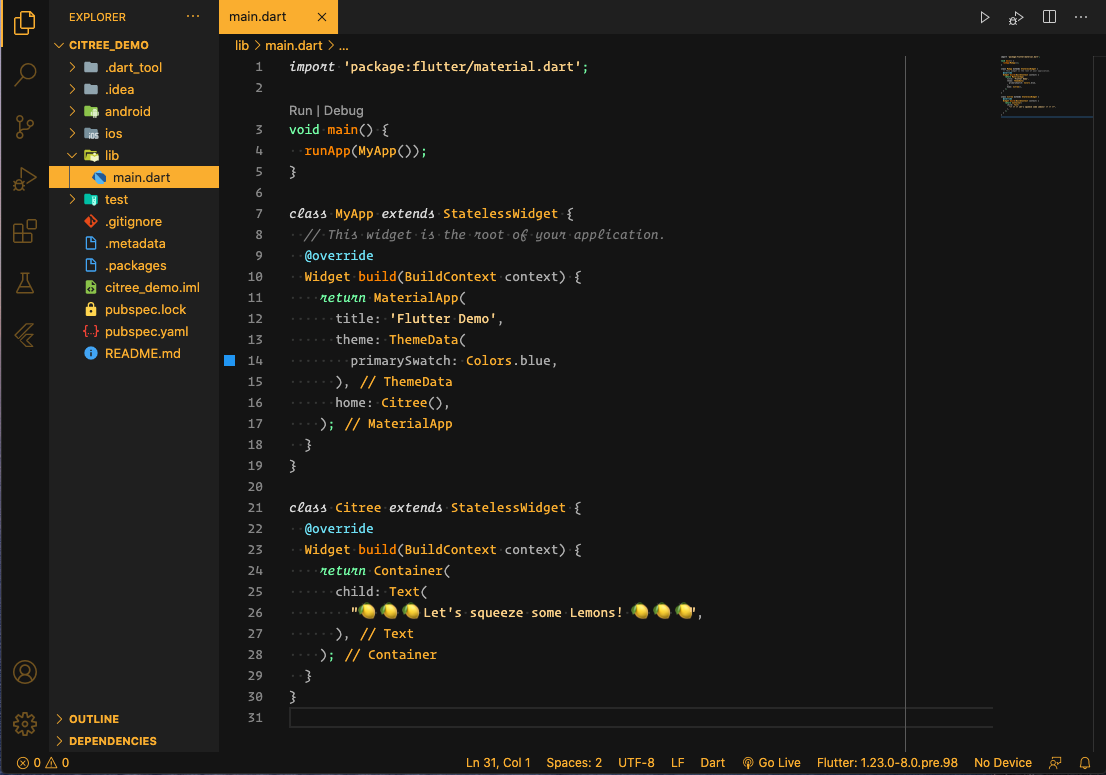 EXPLORER
···
CITREE_DEMO
.dart_tool
.idea
android
ios
lib
main.dart
test
.gitignore
.metadata
.packages
citree_demo.iml
pubspec.lock
pubspec.yaml
README.md
OUTLINE
DEPENDENCIES
main.dart ×
···
lib > main.dart > ...
1 import 'package:flutter/material.dart';
2
Run | Debug
3 void main() {
4 runApp(MyApp());
5 }
6
7 class MyApp extends StatelessWidget {
8 // This widget is the root of your application.
9 @override
10 Widget build(BuildContext context) {
11 return MaterialApp(
12 title: 'Flutter Demo',
13 theme: ThemeData(
14 primarySwatch: Colors.blue,
15 ), // ThemeData
16 home: Citree(),
17 ); // MaterialApp
18 }
19 }
20
21 class Citree extends StatelessWidget {
22 @override
23 Widget build(BuildContext context) {
24 return Container(
25 child: Text(
26 "🍋🍋🍋Let's squeeze some Lemons! 🍋🍋🍋",
27 ), // Text
28 ); // Container
29 }
30 }
31
0 0
Ln 31, Col 1
Spaces: 2
UTF-8
LF
Dart
Go Live
Flutter: 1.23.0-8.0.pre.98
No Device